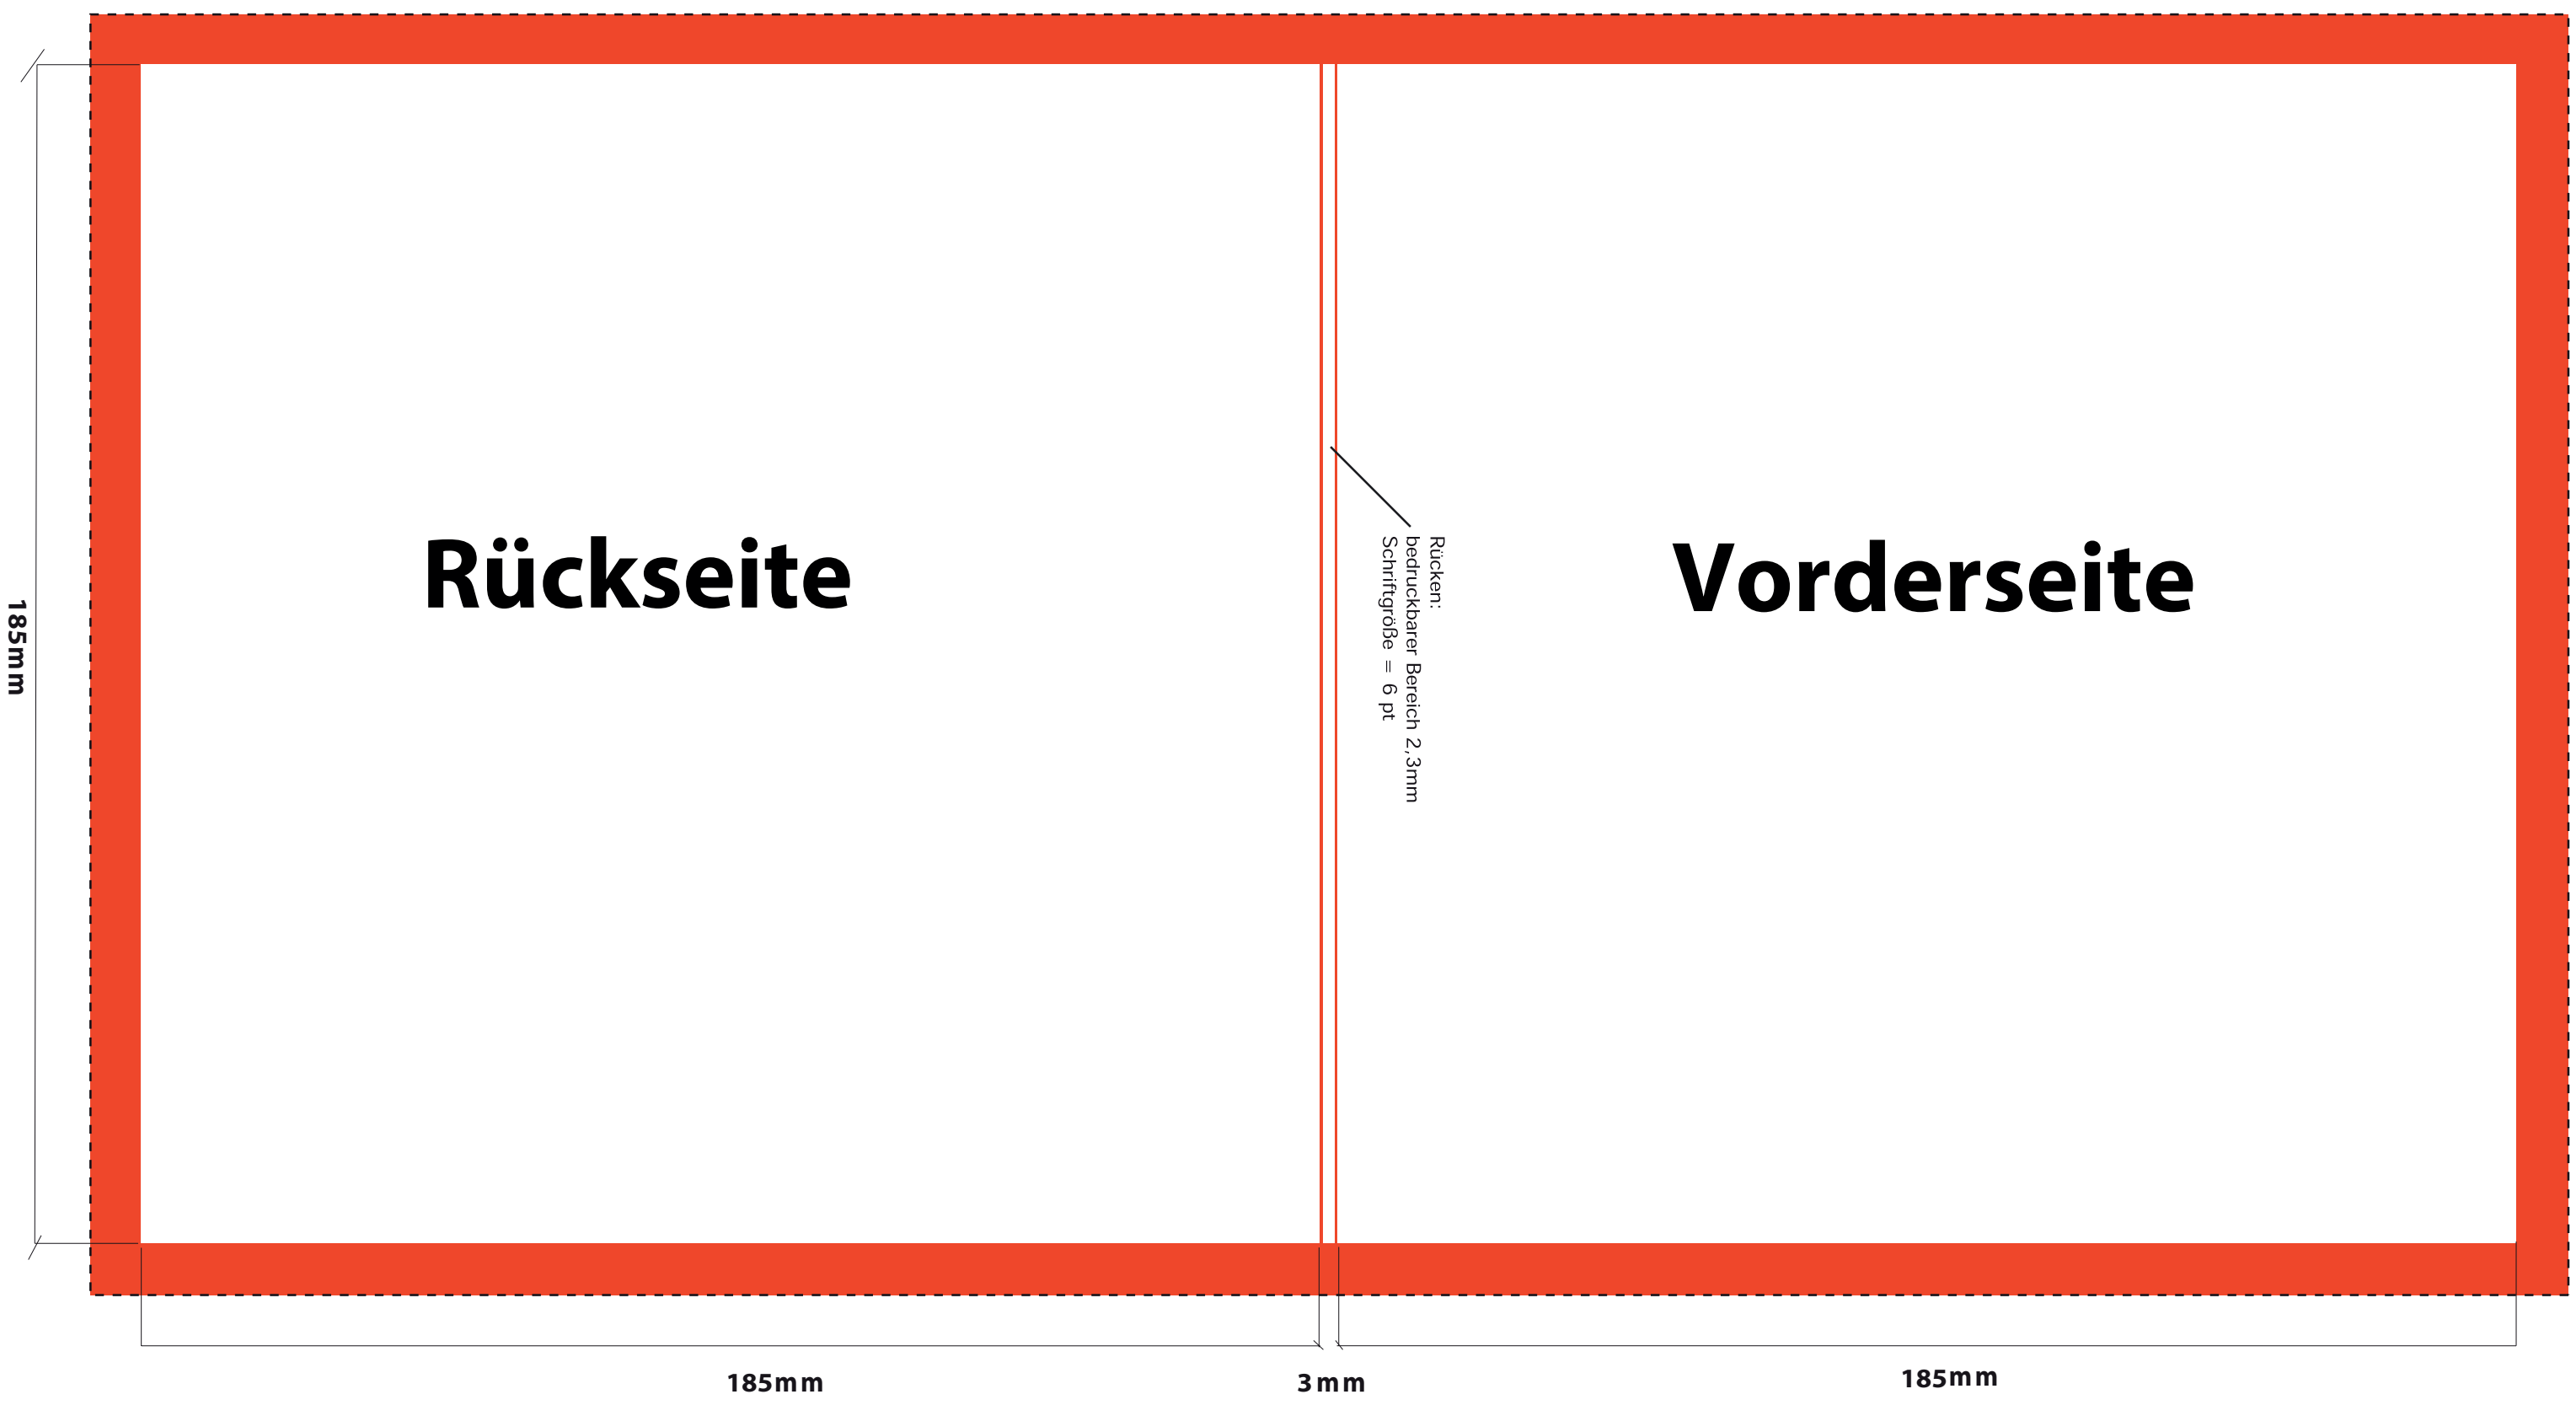 Rückseite
Vorderseite
Rücken:
bedruckbarer Bereich 2,3mm
Schriftgröße = 6 pt
185mm
185mm
3mm
185mm